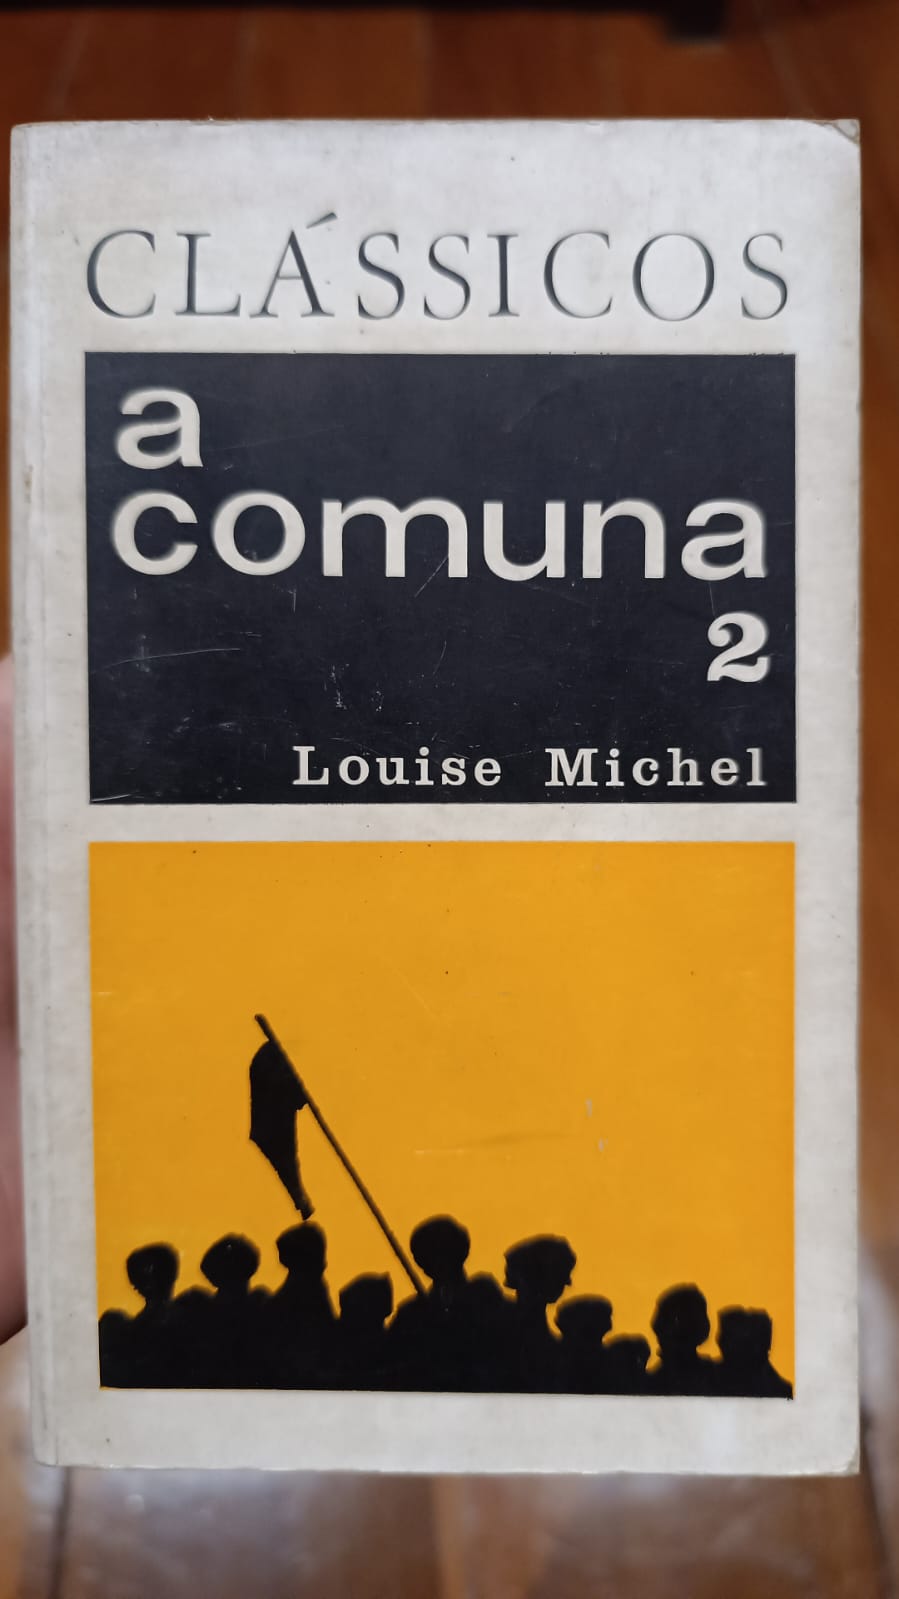 CLÁSSICOS
a
comuna
2
Louise Michel